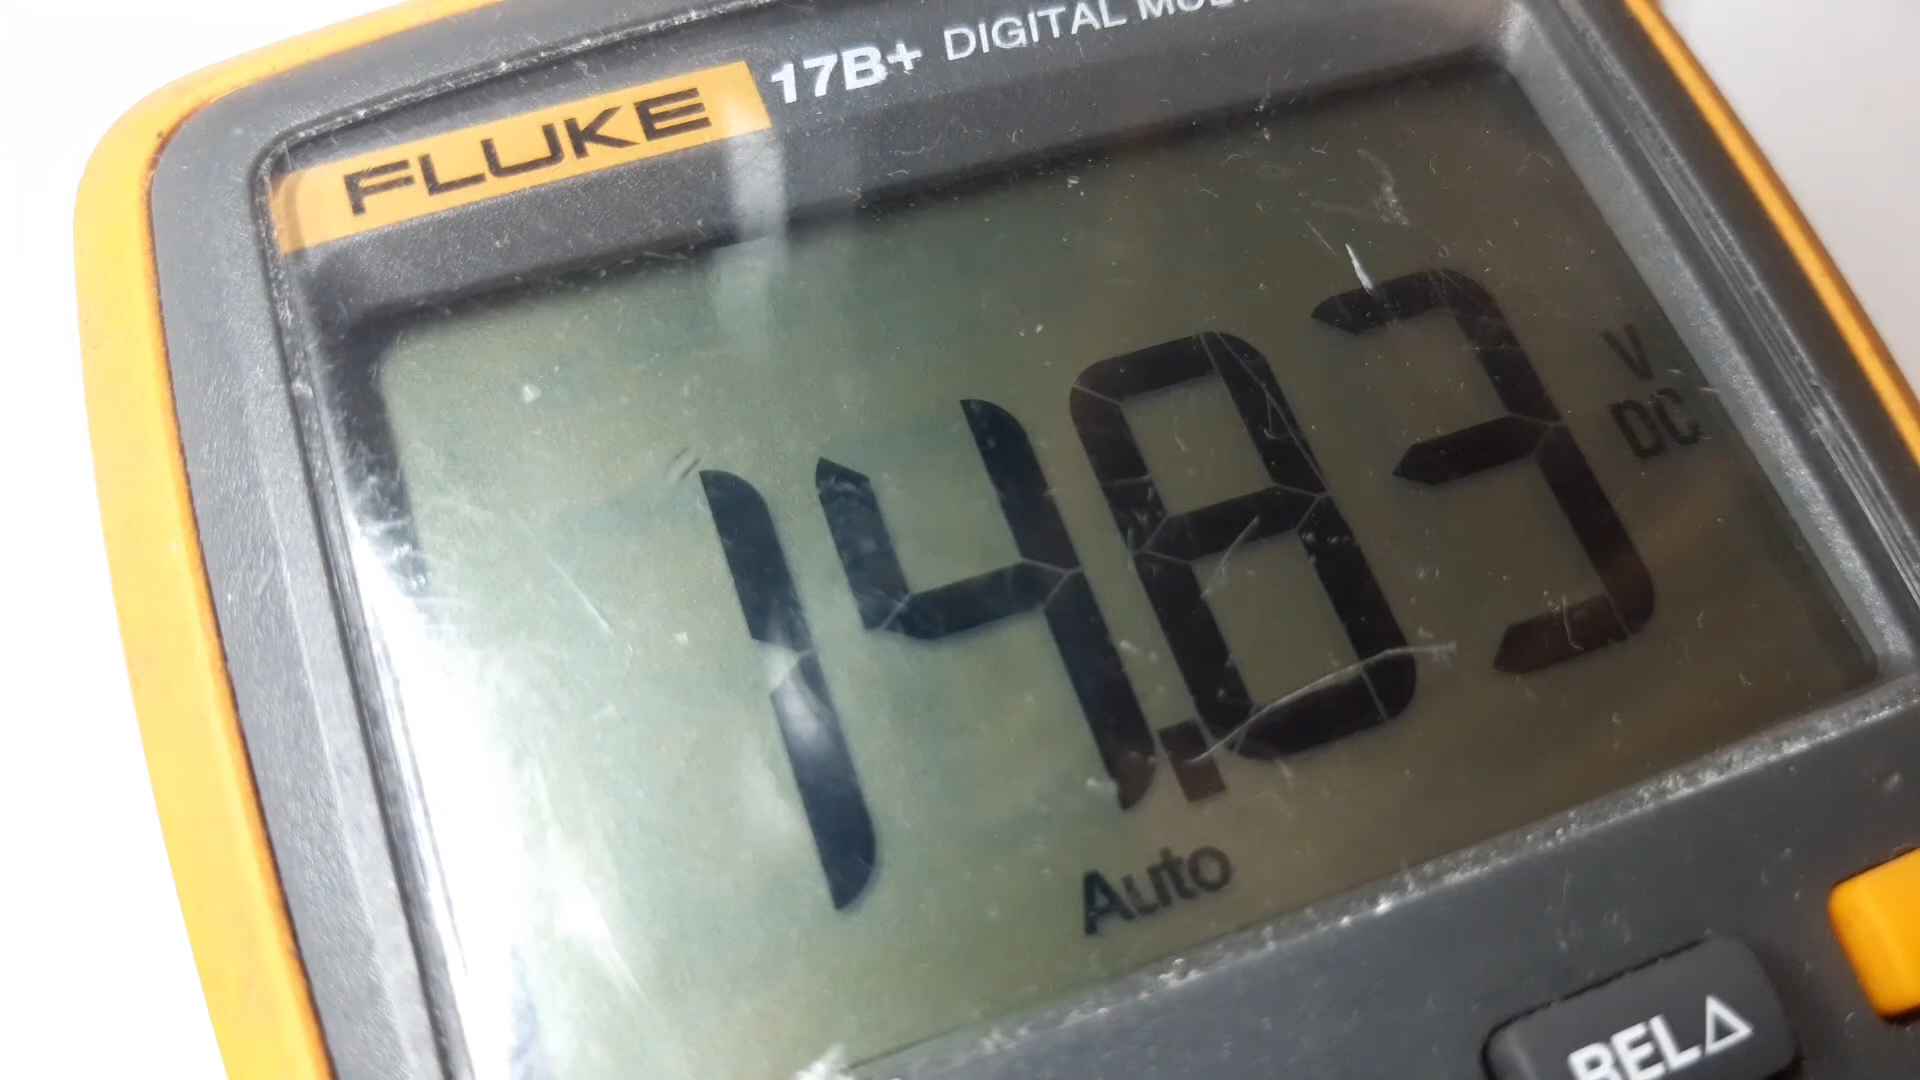 FLUKE 17B+ DIGITAL
14.83 V DC
Auto
REL△